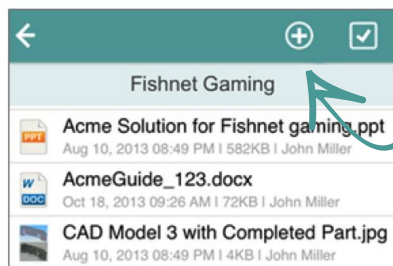 Fishnet Gaming
PPT
Acme Solution for Fishnet gaming.ppt
Aug 10, 2013 08:49 PM I 582KB I John Miller
W
DOC
AcmeGuide_123.docx
Oct 18, 2013 09:26 AM I 72KB I John Miller
CAD Model 3 with Completed Part.jpg
Aug 10, 2013 08:49 PM I 4KB I John Miller